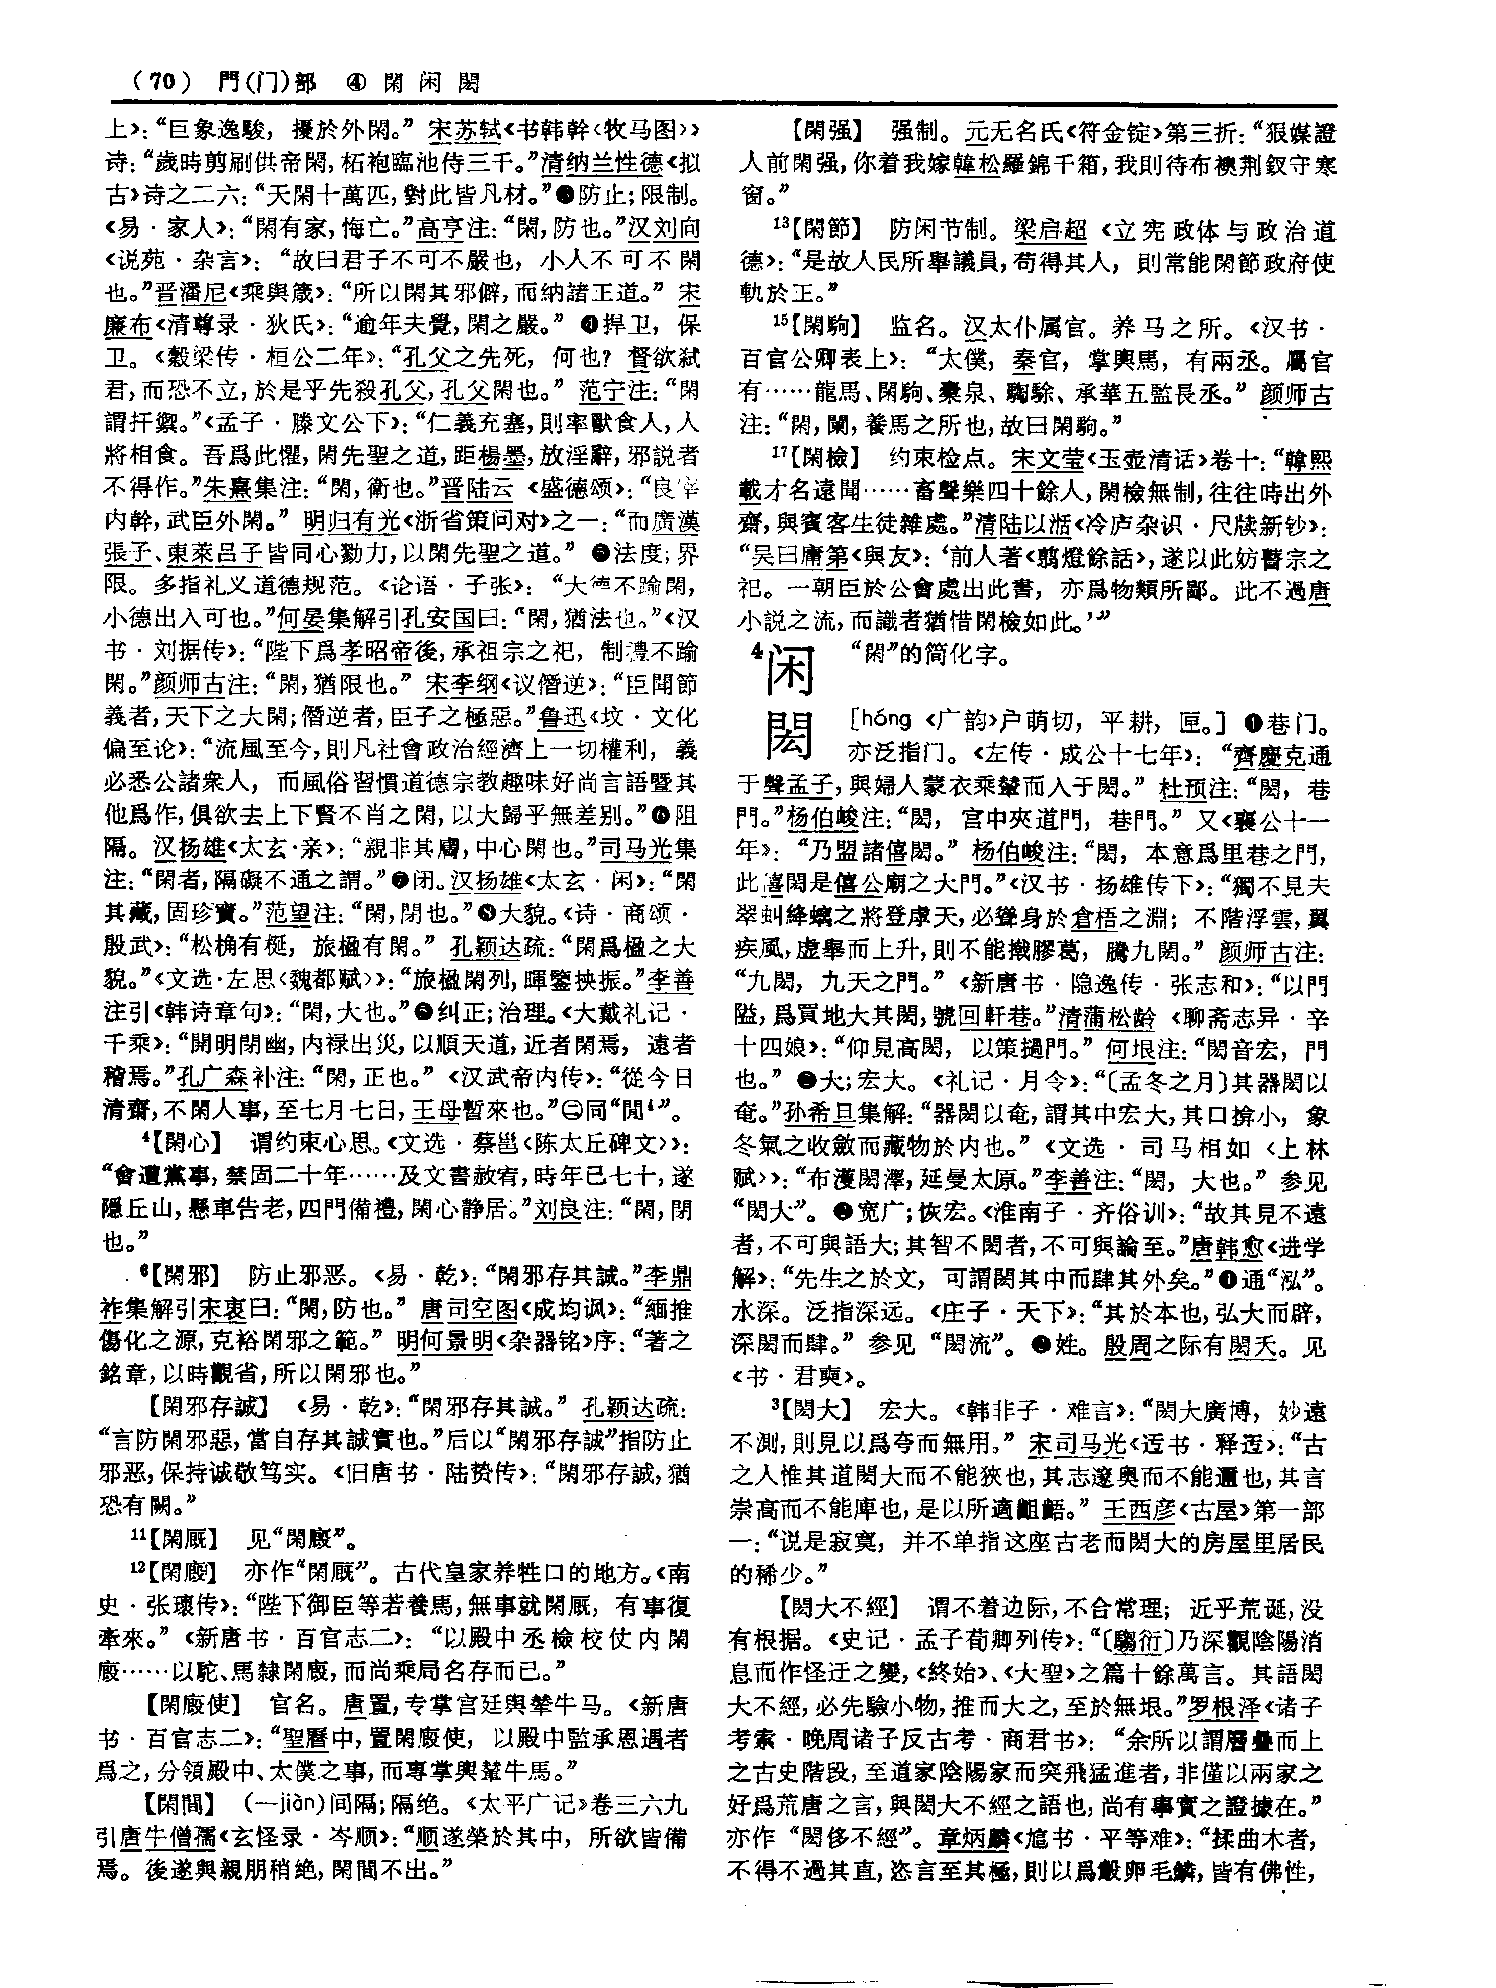 （70） 門(门)部 ④ 閑 闲 閎
上》：“巨象逸駿，擾於外閑。” 宋苏轼《书韩幹〈牧马图〉》
诗：“歲時剪刷供帝閑，柘袍臨池侍三千。”清纳兰性德《拟
古》诗之二六：“天閑十萬匹，對此皆凡材。”❸防止；限制。
《易·家人》：“閑有家，悔亡。”高亨注：“閑，防也。”汉刘向
《说苑·杂言》：“故曰君子不可不嚴也，小人不可不閑
也。”晋潘尼《乘舆箴》：“所以閑其邪僻，而納諸王道。” 宋
廉布《清尊录·狄氏》：“逾年夫覺，閑之嚴。” ❹捍卫，保
卫。《穀梁传·桓公二年》：“孔父之先死，何也？督欲弑
君，而恐不立，於是乎先殺孔父，孔父閑也。” 范宁注：“閑
謂扞禦。”《孟子·滕文公下》：“仁義充塞，則率獸食人，人
將相食。吾爲此懼，閑先聖之道，距楊墨，放淫辭，邪説者
不得作。”朱熹集注：“閑，衛也。”晋陆云《盛德颂》：“良宰
内幹，武臣外閑。” 明归有光《浙省策问对》之一：“而廣漢
張子、東萊吕子皆同心勠力，以閑先聖之道。” ❺法度；界
限。多指礼义道德规范。《论语·子张》：“大德不踰閑，
小德出入可也。”何晏集解引孔安国曰：“閑，猶法也。”《汉
书·刘据传》：“陛下爲孝昭帝後，承祖宗之祀，制禮不踰
閑。”颜师古注：“閑，猶限也。” 宋李纲《议僭逆》：“臣聞節
義者，天下之大閑；僭逆者，臣子之極惡。”鲁迅《坟·文化
偏至论》：“流風至今，則凡社會政治經濟上一切權利，義
必悉公諸衆人，而風俗習慣道德宗教趣味好尚言語暨其
他爲作，俱欲去上下賢不肖之閑，以大歸乎無差别。”❻阻
隔。汉扬雄《太玄·亲》：“親非其膚，中心閑也。”司马光集
注：“閑者，隔礙不通之謂。”❼闭。汉扬雄《太玄·闲》：“閑
其藏，固珍寶。”范望注：“閑，閉也。”❽大貌。《诗·商颂·
殷武》：“松桷有梴，旅楹有閑。” 孔颖达疏：“閑爲楹之大
貌。”《文选·左思〈魏都赋〉》：“旅楹閑列，暉鑒抰振。”李善
注引《韩诗章句》：“閑，大也。”❾纠正；治理。《大戴礼记·
千乘》：“開明閉幽，内禄出災，以順天道，近者閑焉，遠者
稽焉。”孔广森补注：“閑，正也。” 《汉武帝内传》：“從今日
清齋，不閑人事，至七月七日，王母暫來也。”㊁同“閒⁴”。
⁴【閑心】 谓约束心思。《文选·蔡邕〈陈太丘碑文〉》：
“會遭黨事，禁固二十年……及文書赦宥，時年已七十，遂
隱丘山，懸車告老，四門備禮，閑心静居。”刘良注：“閑，閉
也。”
⁶【閑邪】 防止邪恶。《易·乾》：“閑邪存其誠。”李鼎
祚集解引宋衷曰：“閑，防也。” 唐司空图《成均讽》：“緬推
傷化之源，克裕閑邪之範。” 明何景明《杂器铭》序：“著之
銘章，以時觀省，所以閑邪也。”
【閑邪存誠】 《易·乾》：“閑邪存其誠。” 孔颖达疏：
“言防閑邪惡，當自存其誠實也。”后以“閑邪存誠”指防止
邪恶，保持诚敬笃实。《旧唐书·陆贽传》：“閑邪存誠，猶
恐有闕。”
¹¹【閑厩】 见“閑廄”。
¹²【閑廄】 亦作“閑厩”。古代皇家养牲口的地方。《南
史·张瓌传》：“陛下御臣等若養馬，無事就閑厩，有事復
牽來。” 《新唐书·百官志二》：“以殿中丞檢校仗内閑
廄……以駝、馬隸閑廄，而尚乘局名存而已。”
【閑廄使】 官名。唐置，专掌宫廷舆辇牛马。《新唐
书·百官志二》：“聖曆中，置閑廄使，以殿中監承恩遇者
爲之，分領殿中、太僕之事，而專掌輿輦牛馬。”
【閑間】 （—jiàn）间隔；隔绝。《太平广记》卷三六九
引唐牛僧孺《玄怪录·岑顺》：“顺遂榮於其中，所欲皆備
焉。後遂與親朋稍絶，閑間不出。”
【閑强】 强制。元无名氏《符金锭》第三折：“狠媒證
人前閑强，你着我嫁韓松羅錦千箱，我則待布襖荆釵守寒
窗。”
¹³【閑節】 防闲节制。梁启超《立宪政体与政治道
德》：“是故人民所舉議員，苟得其人，則常能閑節政府使
軌於正。”
¹⁵【閑駒】 监名。汉太仆属官。养马之所。《汉书·
百官公卿表上》：“太僕，秦官，掌輿馬，有兩丞。屬官
有……龍馬、閑駒、橐泉、騊駼、承華五監長丞。” 颜师古
注：“閑，闌，養馬之所也，故曰閑駒。”
¹⁷【閑檢】 约束检点。宋文莹《玉壶清话》卷十：“韓熙
載才名遠聞……畜聲樂四十餘人，閑檢無制，往往時出外
齋，與賓客生徒雜處。”清陆以湉《冷庐杂识·尺牍新钞》：
“吴曰庸第《與友》：‘前人著《翦燈餘話》，遂以此妨瞽宗之
祀。一朝臣於公會處出此書，亦爲物類所鄙。此不過唐
小説之流，而識者猶惜閑檢如此。’”
⁴闲 “閑”的简化字。
閎 ［hóng 《广韵》户萌切，平耕，匣。］ ❶巷门。
亦泛指门。《左传·成公十七年》：“齊慶克通
于聲孟子，與婦人蒙衣乘輦而入于閎。” 杜预注：“閎，巷
門。”杨伯峻注：“閎，宫中夾道門，巷門。” 又《襄公十一
年》：“乃盟諸僖閎。” 杨伯峻注：“閎，本意爲里巷之門，
此僖閎是僖公廟之大門。”《汉书·扬雄传下》：“獨不見夫
翠虯絳螭之將登虖天，必聳身於倉梧之淵；不階浮雲，翼
疾風，虚舉而上升，則不能撠膠葛，騰九閎。” 颜师古注：
“九閎，九天之門。” 《新唐书·隐逸传·张志和》：“以門
隘，爲買地大其閎，號回軒巷。”清蒲松龄《聊斋志异·辛
十四娘》：“仰見高閎，以策撾門。” 何垠注：“閎音宏，門
也。” ❷大；宏大。《礼记·月令》：“〔孟冬之月〕其器閎以
奄。”孙希旦集解：“器閎以奄，謂其中宏大，其口揜小，象
冬氣之收斂而藏物於内也。” 《文选·司马相如〈上林
赋〉》：“布濩閎澤，延曼太原。”李善注：“閎，大也。” 参见
“閎大”。❸宽广；恢宏。《淮南子·齐俗训》：“故其見不遠
者，不可與語大；其智不閎者，不可與論至。”唐韩愈《进学
解》：“先生之於文，可謂閎其中而肆其外矣。”❹通“泓”。
水深。泛指深远。《庄子·天下》：“其於本也，弘大而辟，
深閎而肆。” 参见“閎流”。❺姓。殷周之际有閎夭。见
《书·君奭》。
³【閎大】 宏大。《韩非子·难言》：“閎大廣博，妙遠
不測，則見以爲夸而無用。” 宋司马光《迂书·释迂》：“古
之人惟其道閎大而不能狹也，其志邃奥而不能邇也，其言
崇高而不能庳也，是以所適齟齬。” 王西彦《古屋》第一部
一：“说是寂寞，并不单指这座古老而閎大的房屋里居民
的稀少。”
【閎大不經】 谓不着边际，不合常理；近乎荒诞，没
有根据。《史记·孟子荀卿列传》：“〔騶衍〕乃深觀陰陽消
息而作怪迂之變，《終始》、《大聖》之篇十餘萬言。其語閎
大不經，必先驗小物，推而大之，至於無垠。”罗根泽《诸子
考索·晚周诸子反古考·商君书》：“余所以謂層疊而上
之古史階段，至道家陰陽家而突飛猛進者，非僅以兩家之
好爲荒唐之言，與閎大不經之語也，尚有事實之證據在。”
亦作“閎侈不經”。章炳麟《訄书·平等难》：“揉曲木者，
不得不過其直，恣言至其極，則以爲鷇卵毛鱗，皆有佛性，